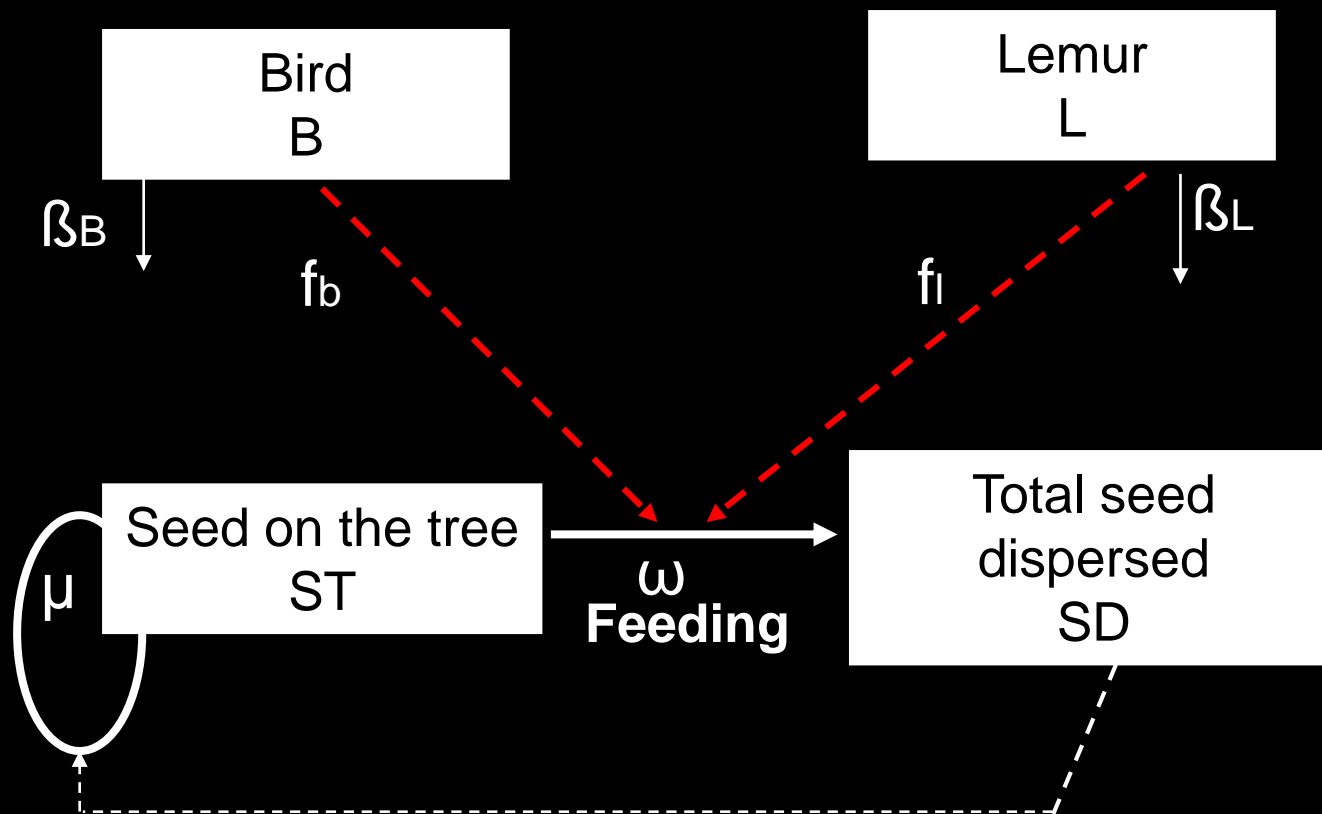 Bird
B
Lemur
L
ßB
ßL
fb
fl
Seed on the tree
ST
µ
ω
Feeding
Total seed
dispersed
SD